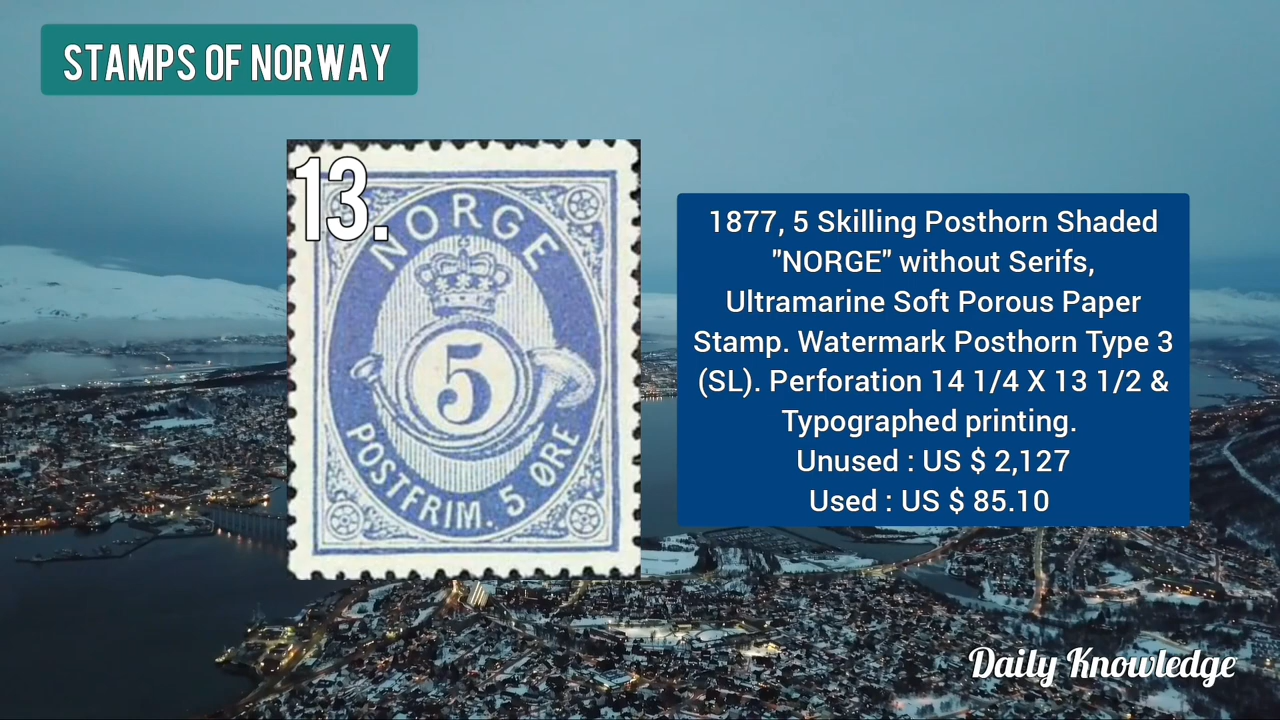 STAMPS OF NORWAY
13.
NORGE
5
POSTFRIM. 5 ØRE
1877, 5 Skilling Posthorn Shaded
"NORGE" without Serifs,
Ultramarine Soft Porous Paper
Stamp. Watermark Posthorn Type 3
(SL). Perforation 14 1/4 X 13 1/2 &
Typographed printing.
Unused : US $ 2,127
Used : US $ 85.10
Daily Knowledge